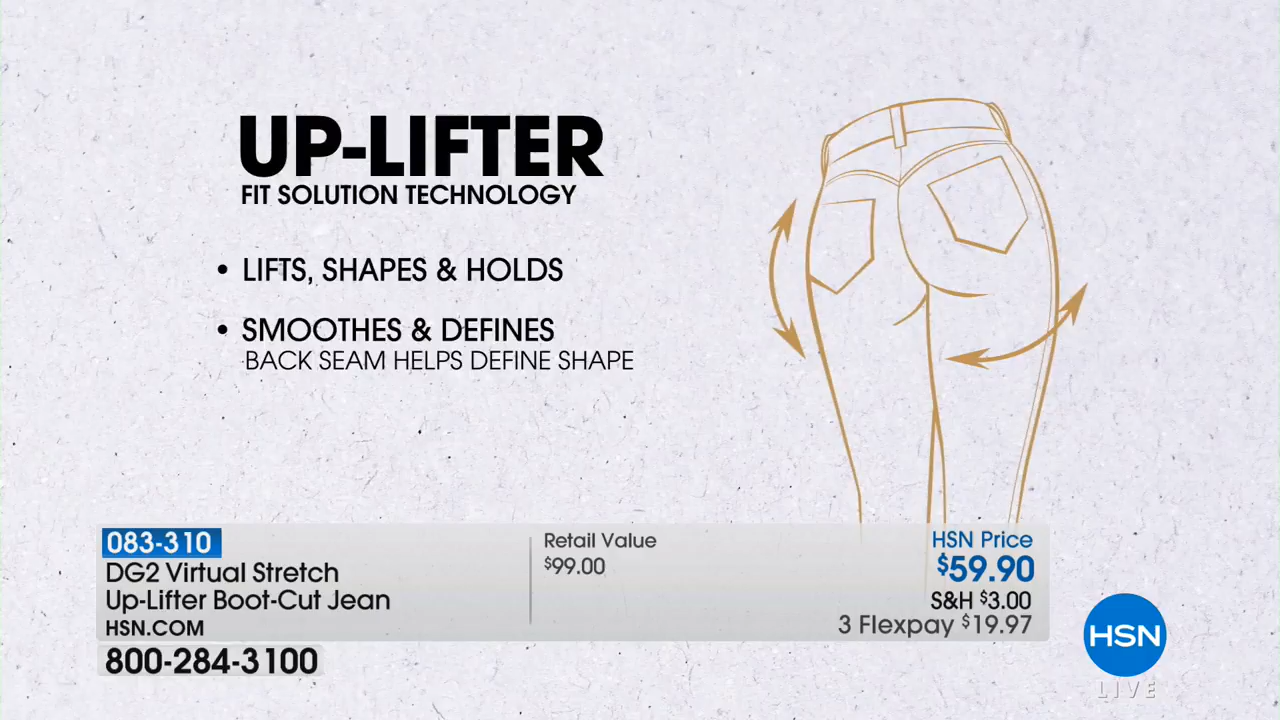 UP-LIFTER
FIT SOLUTION TECHNOLOGY
• LIFTS, SHAPES & HOLDS
• SMOOTHES & DEFINES
BACK SEAM HELPS DEFINE SHAPE
083-310
DG2 Virtual Stretch
Up-Lifter Boot-Cut Jean
HSN.COM
800-284-3100
Retail Value
$99.00
HSN Price
$59.90
S&H $3.00
3 Flexpay $19.97
HSN
LIVE